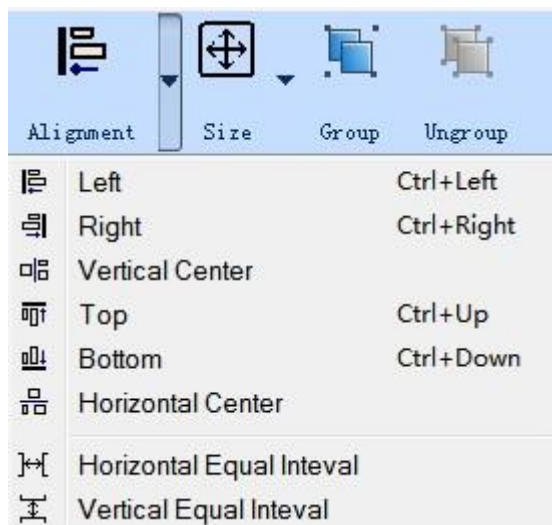 Alignment Size Group Ungroup
Left Ctrl+Left
Right Ctrl+Right
Vertical Center
Top Ctrl+Up
Bottom Ctrl+Down
Horizontal Center
Horizontal Equal Inteval
Vertical Equal Inteval